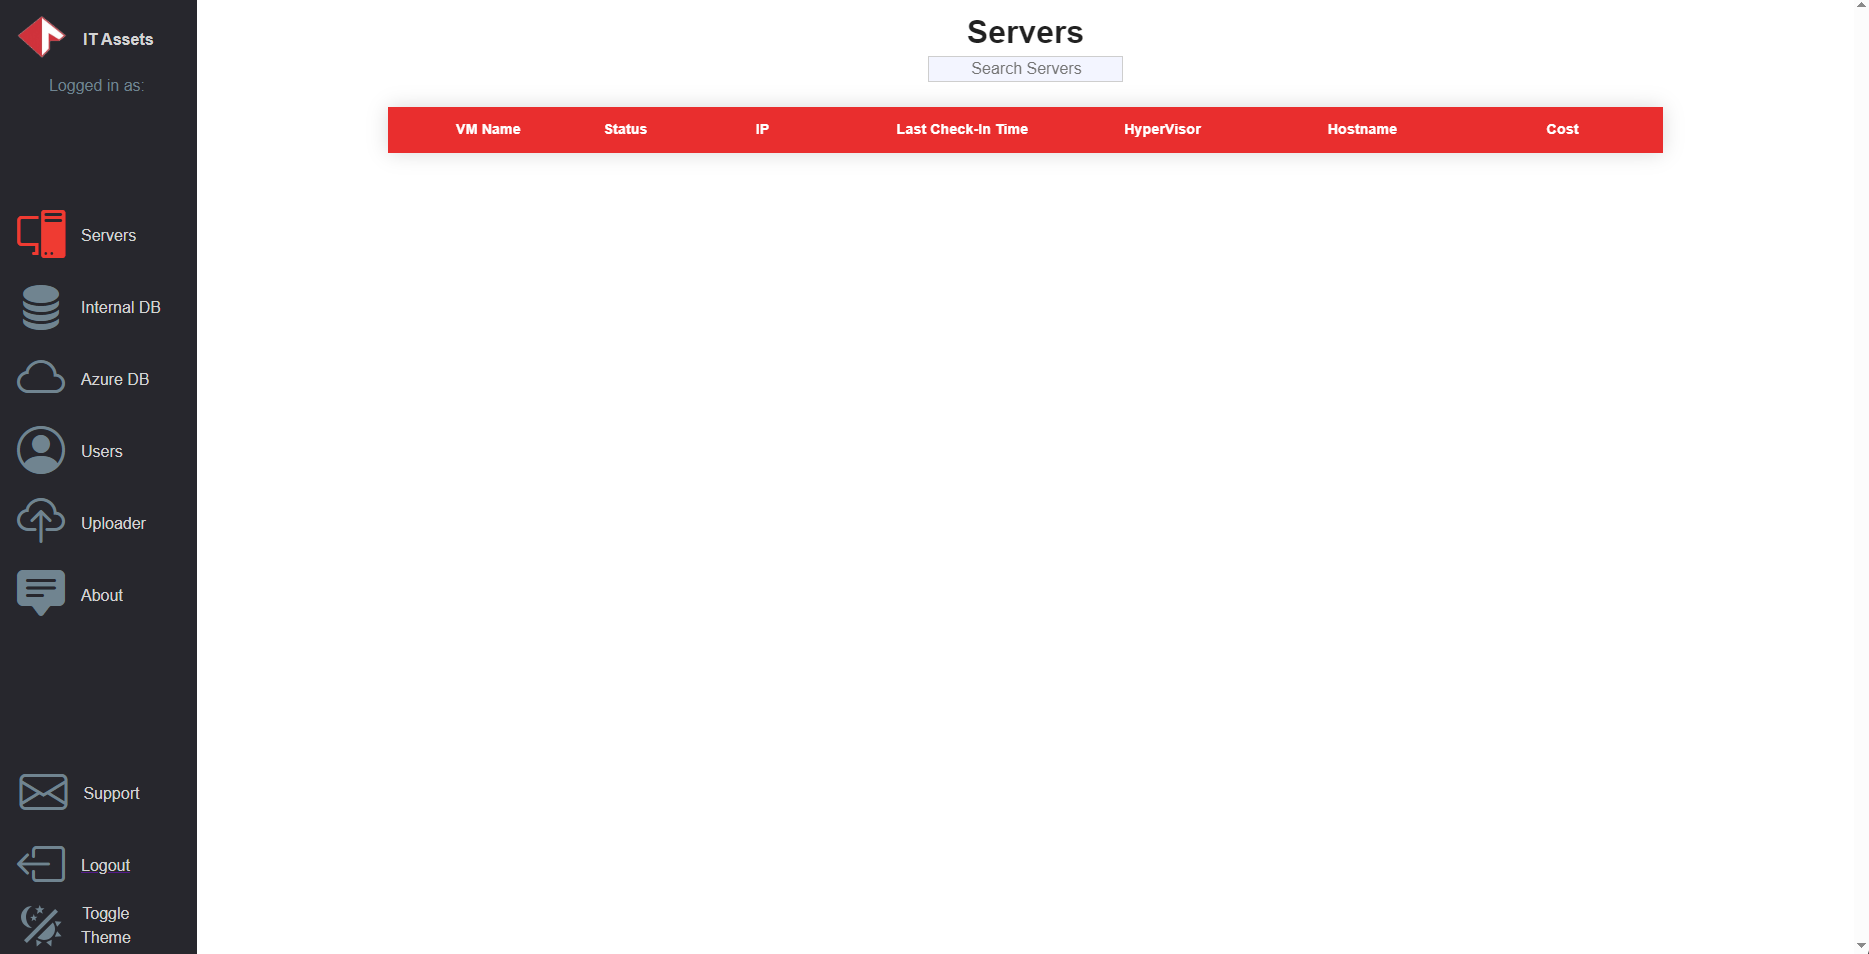 IT Assets
Logged in as:
Servers
Internal DB
Azure DB
Users
Uploader
About
Support
Logout
Toggle
Theme
Servers
Search Servers
VM Name Status IP Last Check-In Time HyperVisor Hostname Cost